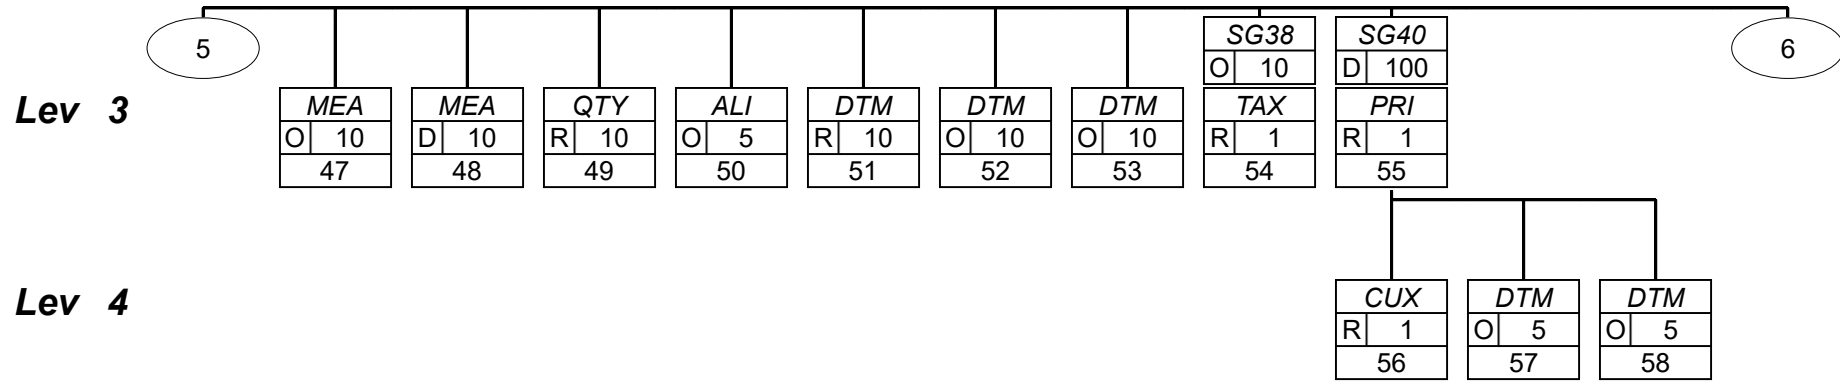 5 SG38 SG40 6
O 10 D 100
Lev 3 MEA MEA QTY ALI DTM DTM DTM TAX PRI
O 10 D 10 R 10 O 5 R 10 O 10 O 10 R 1 R 1
47 48 49 50 51 52 53 54 55
Lev 4 CUX DTM DTM
R 1 O 5 O 5
56 57 58